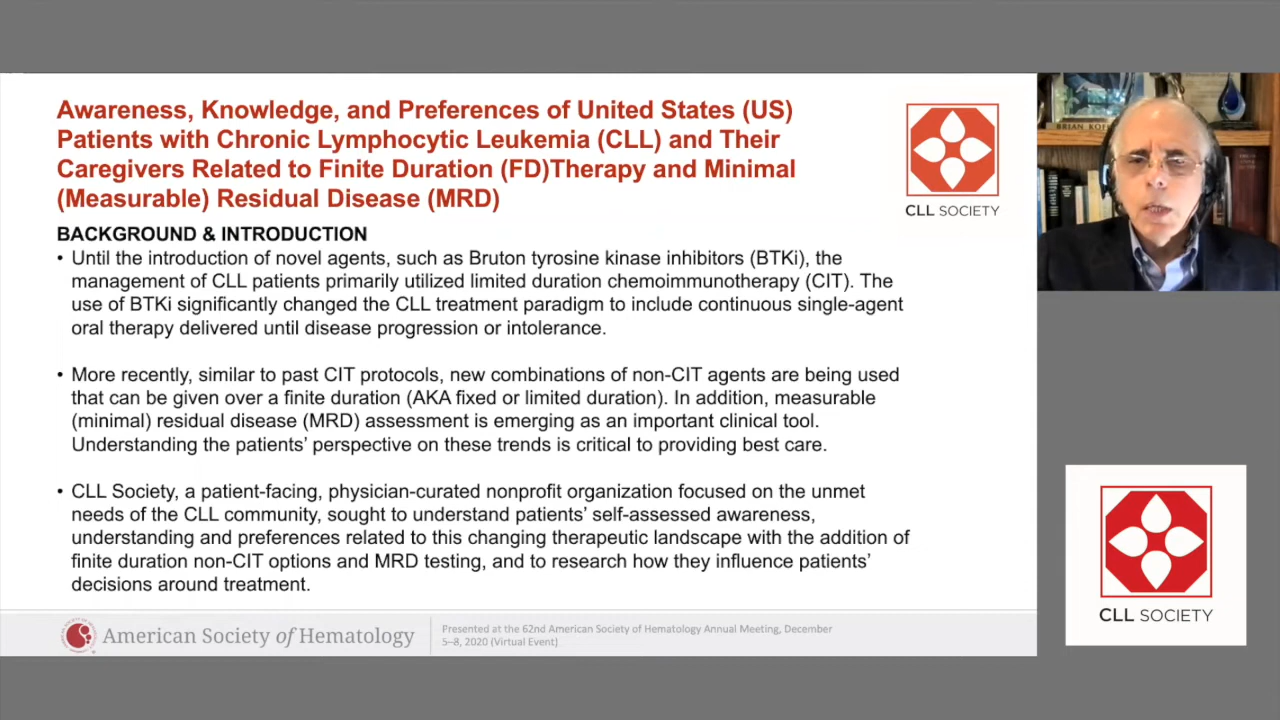 Awareness, Knowledge, and Preferences of United States (US)
Patients with Chronic Lymphocytic Leukemia (CLL) and Their
Caregivers Related to Finite Duration (FD)Therapy and Minimal
(Measurable) Residual Disease (MRD)
CLL SOCIETY
BACKGROUND & INTRODUCTION
• Until the introduction of novel agents, such as Bruton tyrosine kinase inhibitors (BTKi), the
management of CLL patients primarily utilized limited duration chemoimmunotherapy (CIT). The
use of BTKi significantly changed the CLL treatment paradigm to include continuous single-agent
oral therapy delivered until disease progression or intolerance.
• More recently, similar to past CIT protocols, new combinations of non-CIT agents are being used
that can be given over a finite duration (AKA fixed or limited duration). In addition, measurable
(minimal) residual disease (MRD) assessment is emerging as an important clinical tool.
Understanding the patients’ perspective on these trends is critical to providing best care.
• CLL Society, a patient-facing, physician-curated nonprofit organization focused on the unmet
needs of the CLL community, sought to understand patients’ self-assessed awareness,
understanding and preferences related to this changing therapeutic landscape with the addition of
finite duration non-CIT options and MRD testing, and to research how they influence patients’
decisions around treatment.
American Society of Hematology
Presented at the 62nd American Society of Hematology Annual Meeting, December
5–8, 2020 (Virtual Event)
BRIAN
CLL SOCIETY